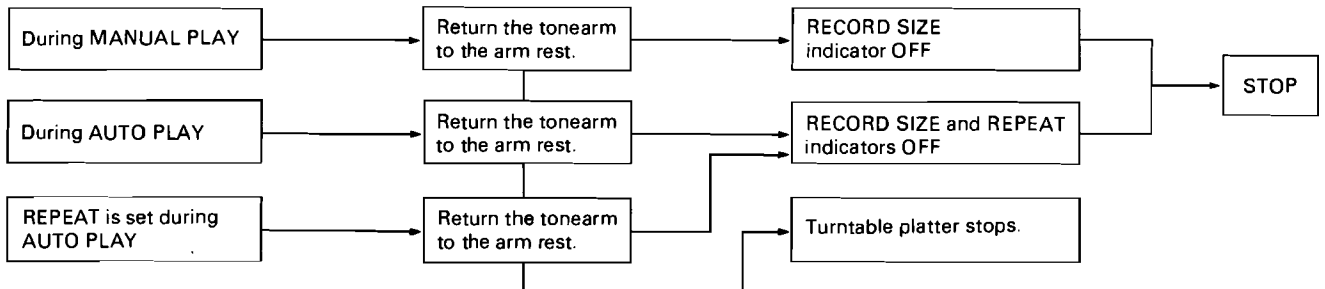 During MANUAL PLAY
Return the tonearm
to the arm rest.
RECORD SIZE
indicator OFF
STOP
During AUTO PLAY
Return the tonearm
to the arm rest.
RECORD SIZE and REPEAT
indicators OFF
REPEAT is set during
AUTO PLAY
Return the tonearm
to the arm rest.
Turntable platter stops.